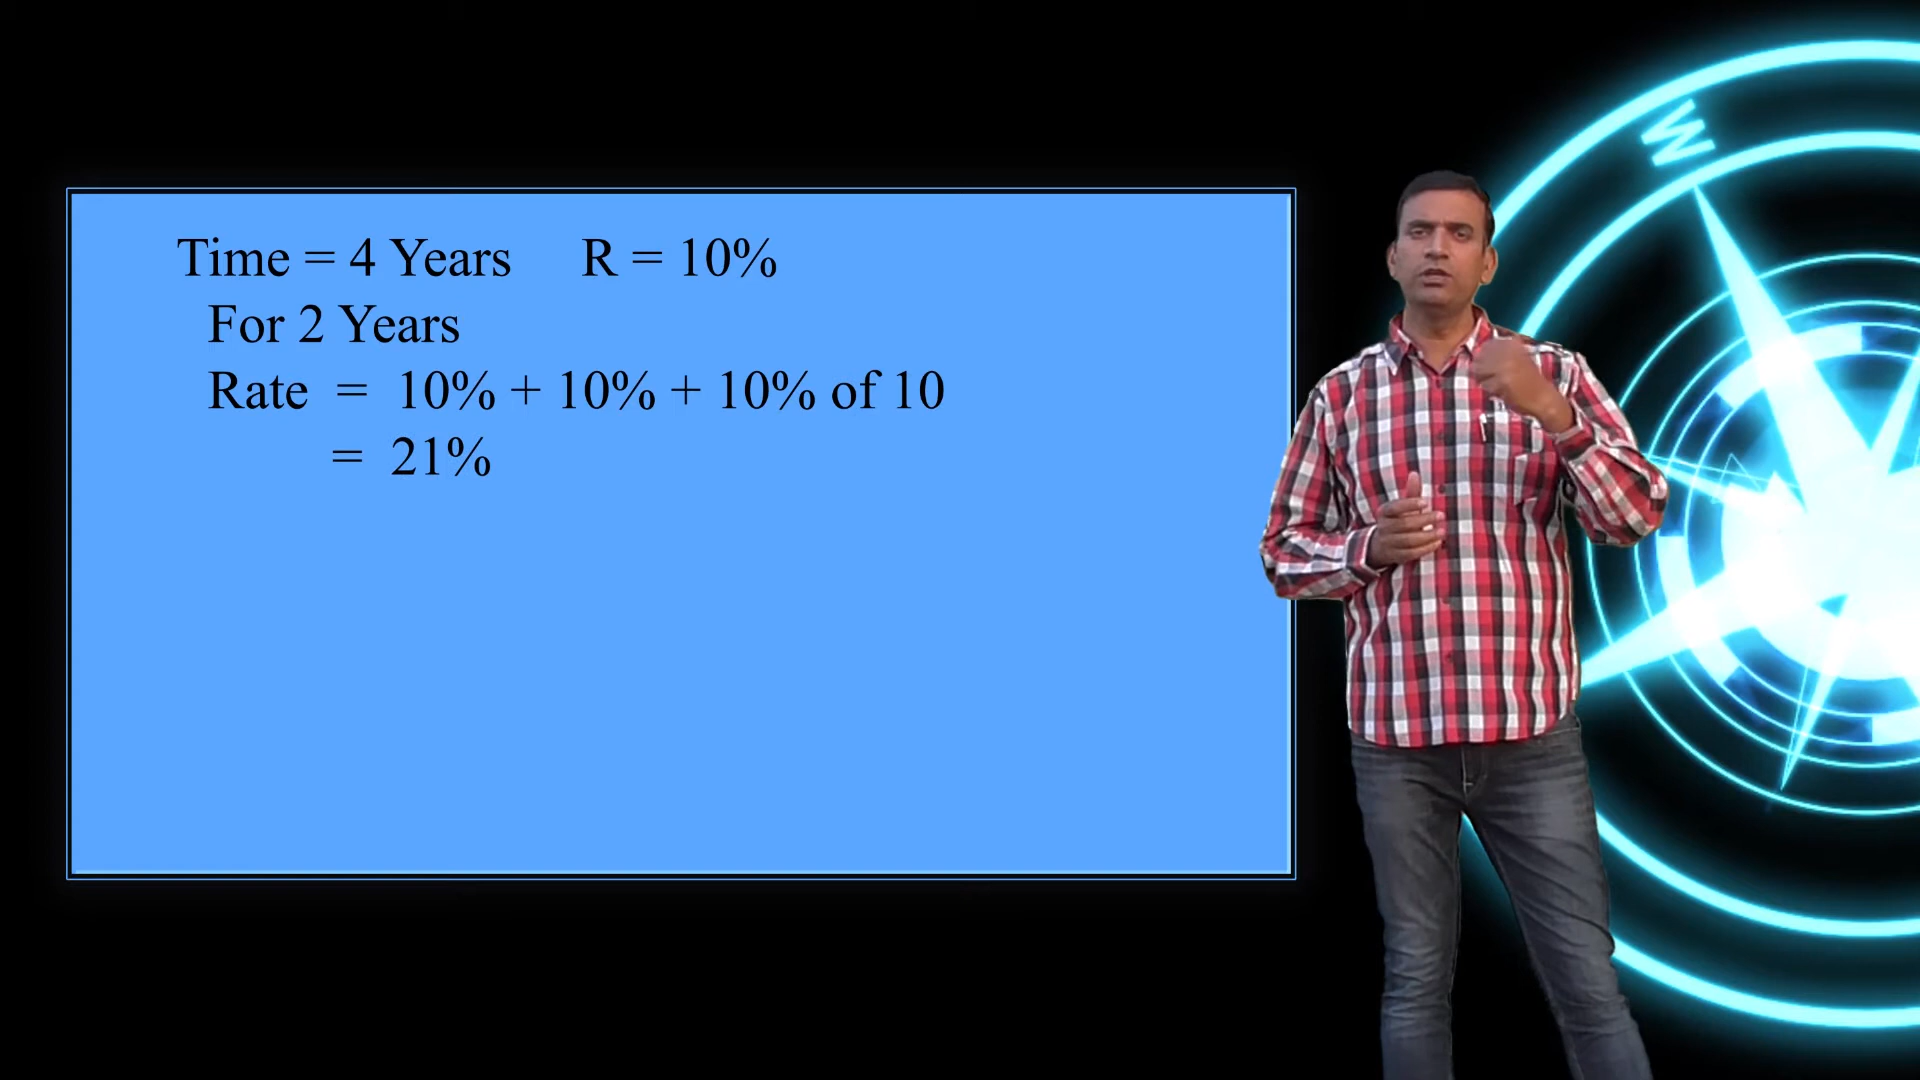 Time = 4 Years R = 10%
For 2 Years
Rate = 10% + 10% + 10% of 10
= 21%
W